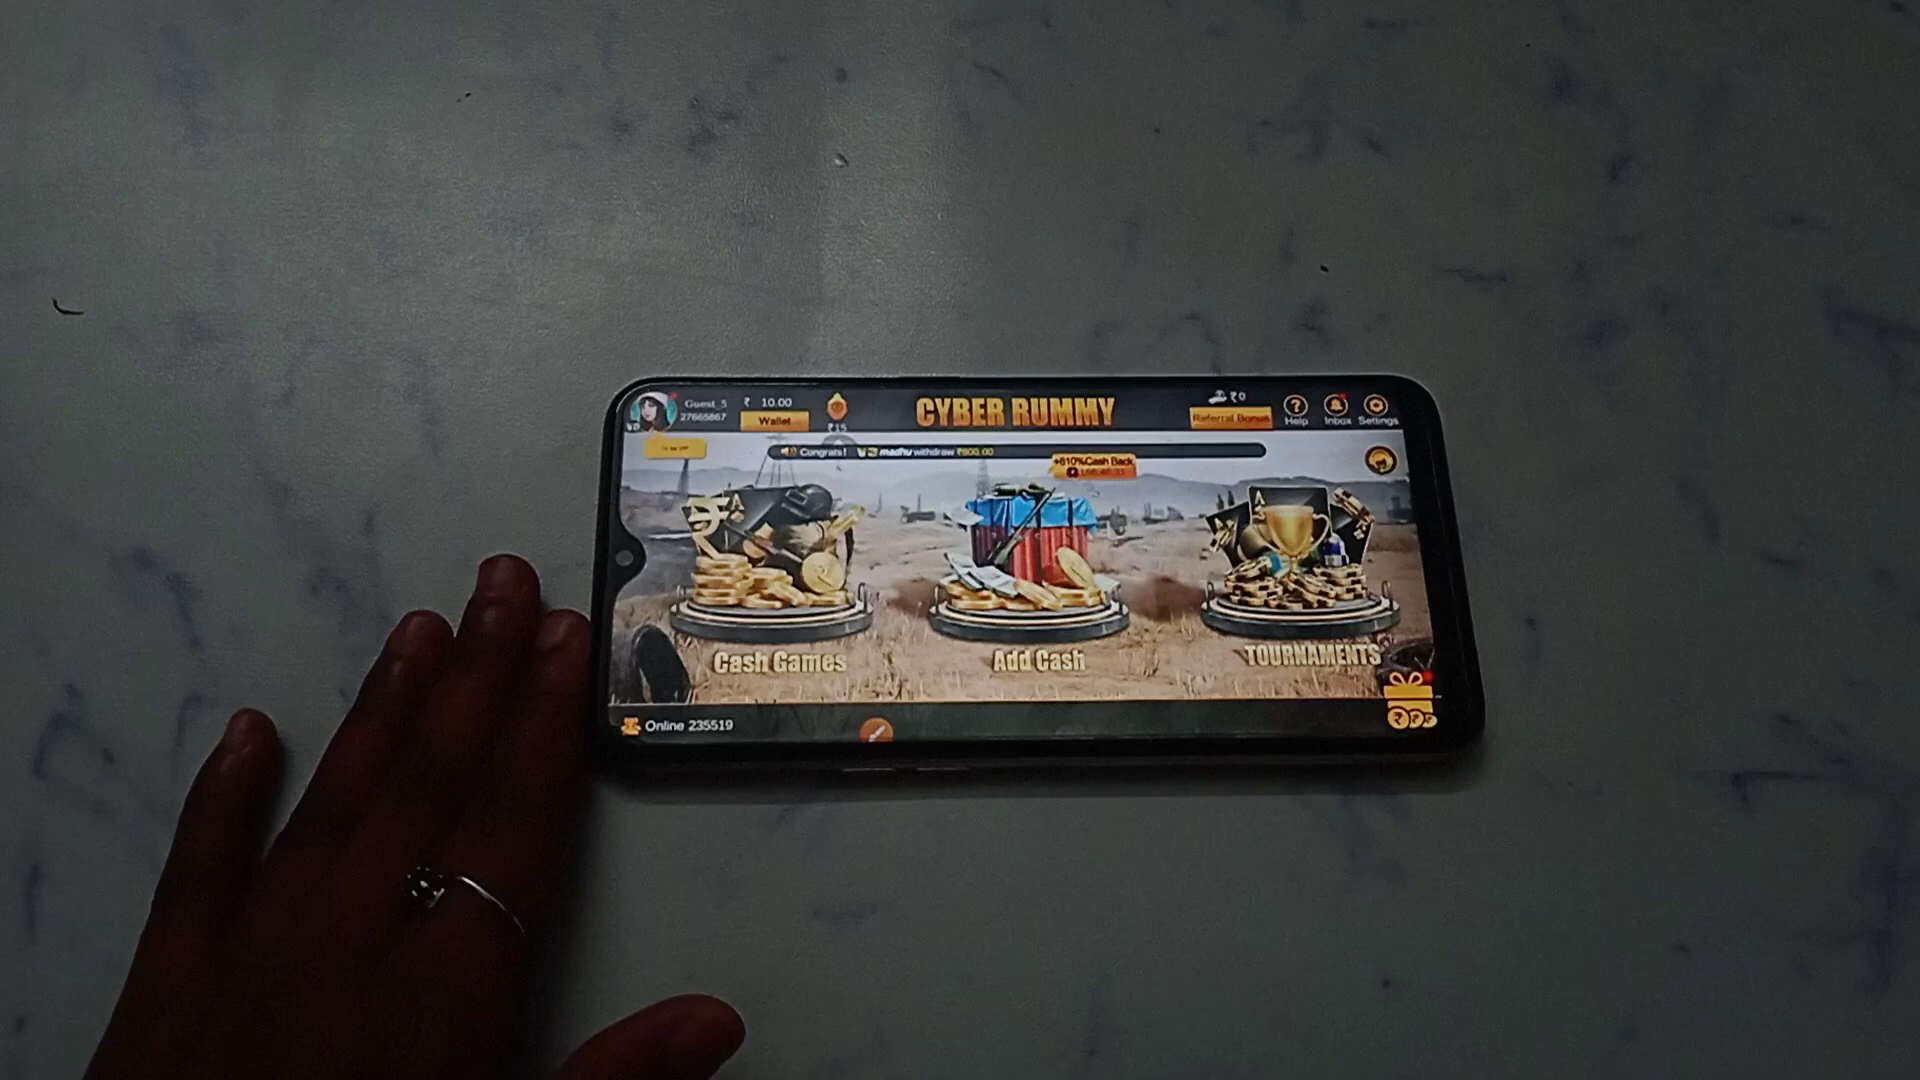 Guest_5
27665867
₹ 10.00
Wallet
₹15
CYBER RUMMY
₹0
Referral Bonus
Help
Inbox
Settings
Congrats! madhu withdraw ₹800.00
+810%Cash Back
Cash Games
Add Cash
TOURNAMENTS
Online 235519